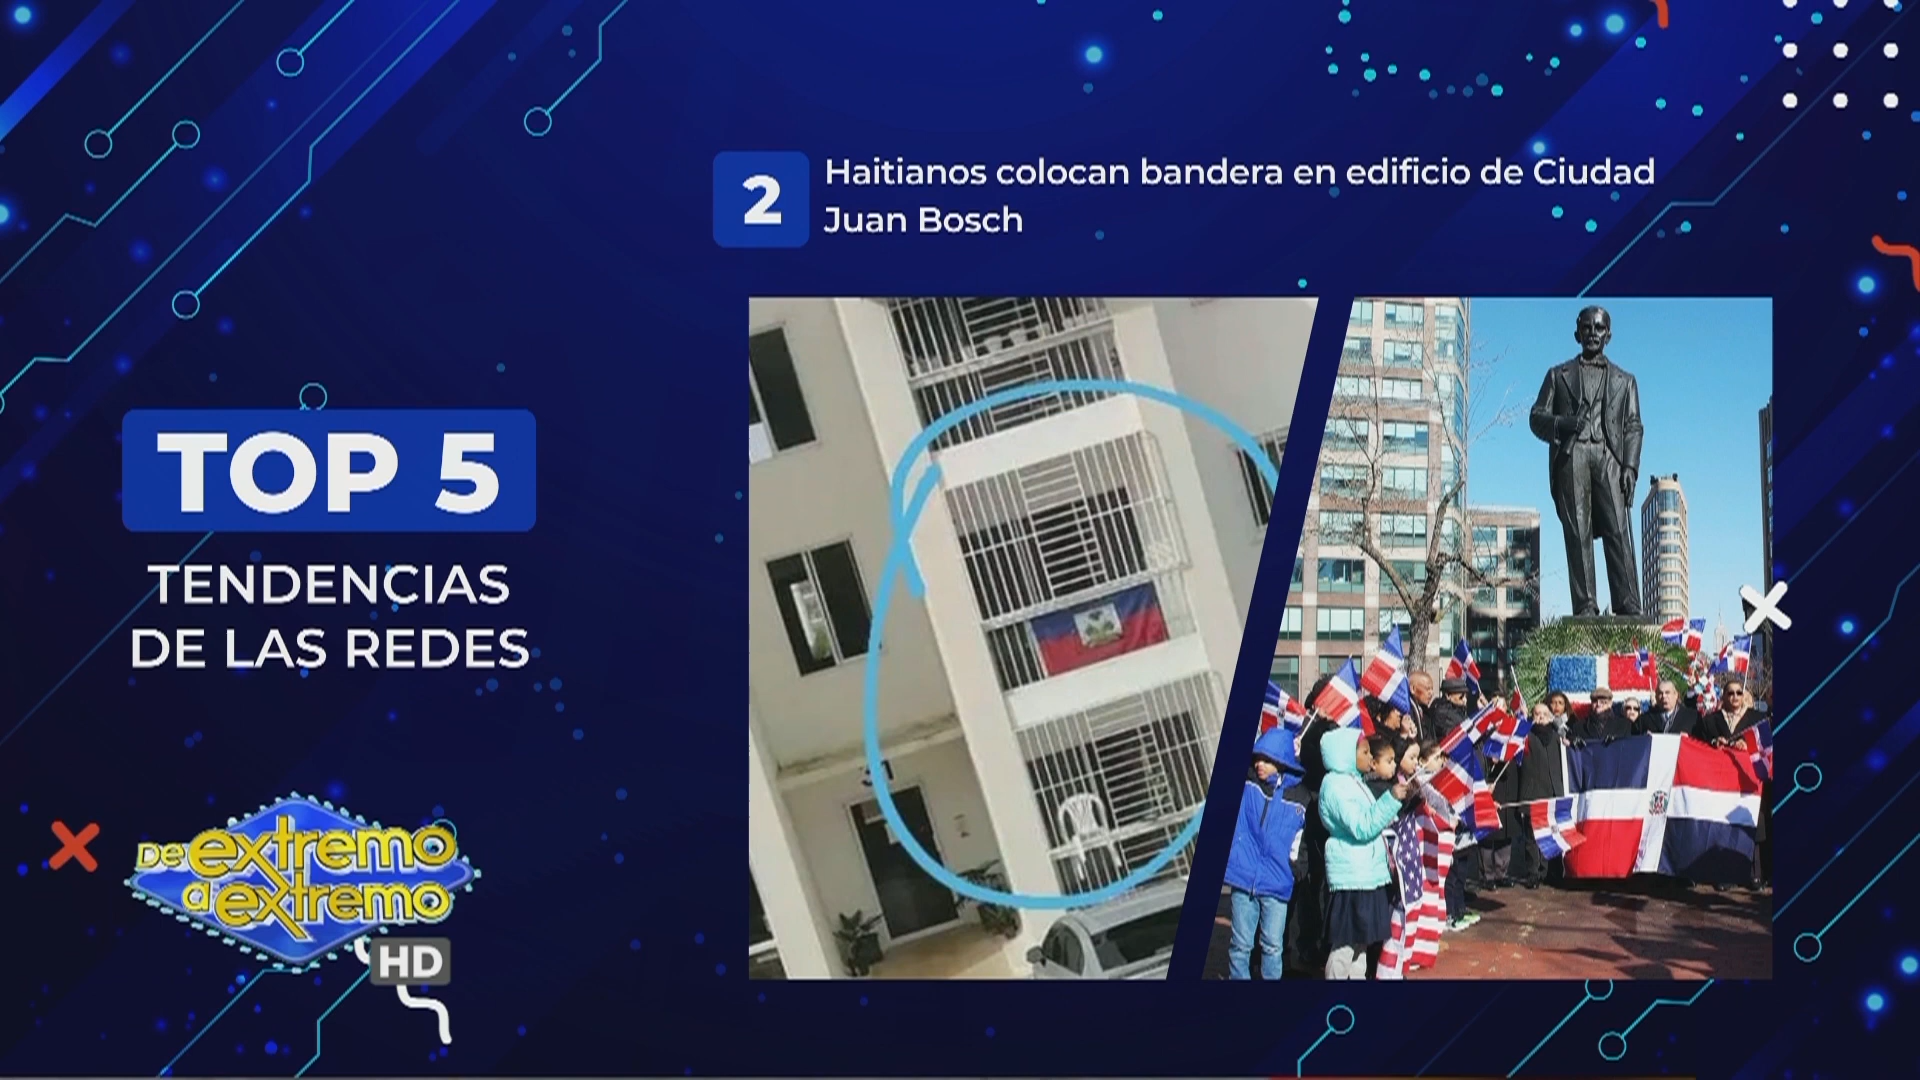 2
Haitianos colocan bandera en edificio de Ciudad
Juan Bosch
TOP 5
TENDENCIAS
DE LAS REDES
De extremo
a extremo
HD